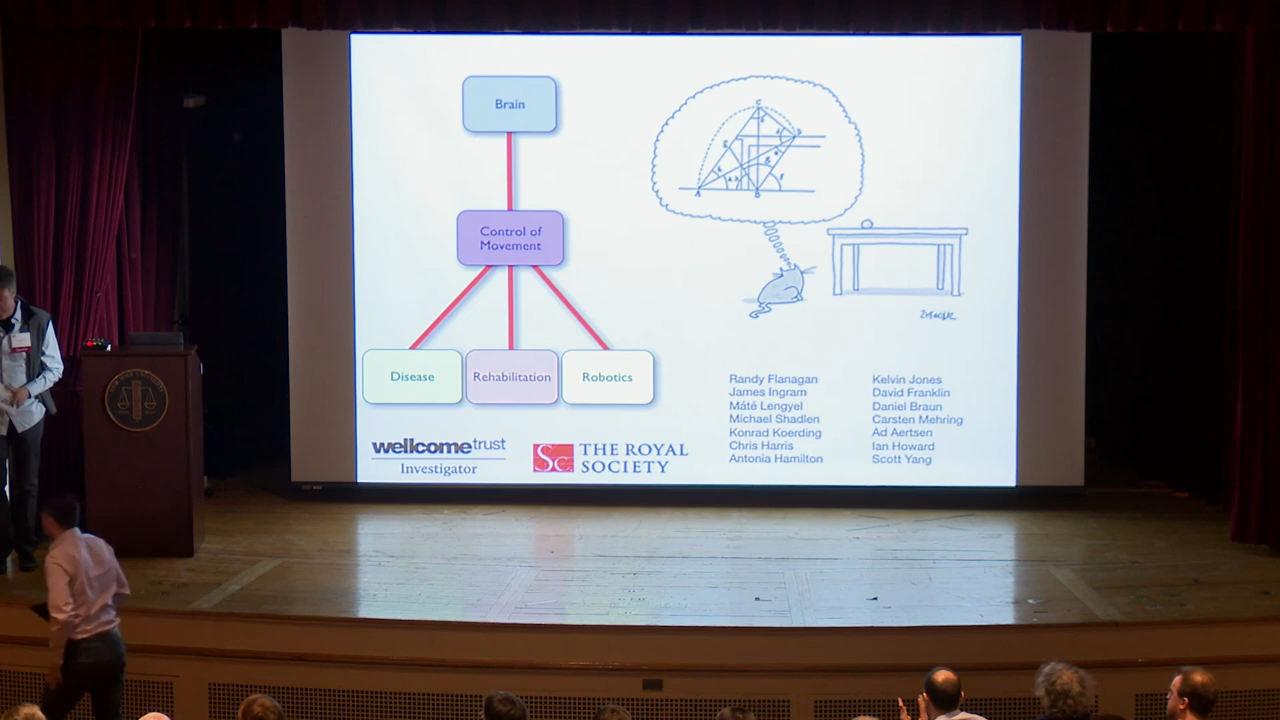 Brain
Control of
Movement
Disease
Rehabilitation
Robotics
wellcometrust
Investigator
THE ROYAL
SOCIETY
Randy Flanagan
James Ingram
Máté Lengyel
Michael Shadlen
Konrad Koerding
Chris Harris
Antonia Hamilton
Kelvin Jones
David Franklin
Daniel Braun
Carsten Mehring
Ad Aertsen
Ian Howard
Scott Yang